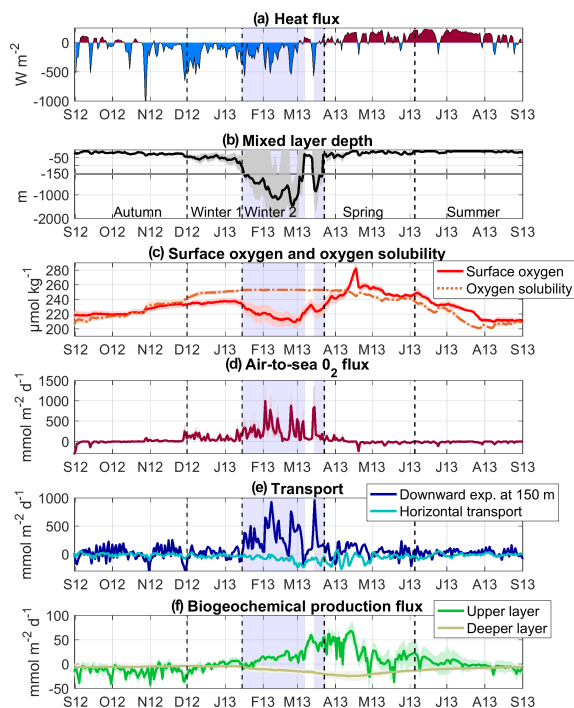 (a) Heat flux
W m-2
0
-500
-1000
S12 O12 N12 D12 J13 F13 M13 A13 M13 J13 J13 A13 S13
(b) Mixed layer depth
m
-50
-150
-1000
-2000
Autumn Winter 1 Winter 2 Spring Summer
S12 O12 N12 D12 J13 F13 M13 A13 M13 J13 J13 A13 S13
(c) Surface oxygen and oxygen solubility
µmol kg-1
280
260
240
220
200
Surface oxygen
Oxygen solubility
S12 O12 N12 D12 J13 F13 M13 A13 M13 J13 J13 A13 S13
(d) Air-to-sea 02 flux
mmol m-2 d-1
1500
1000
500
0
S12 O12 N12 D12 J13 F13 M13 A13 M13 J13 J13 A13 S13
(e) Transport
mmol m-2 d-1
1000
500
0
Downward exp. at 150 m
Horizontal transport
S12 O12 N12 D12 J13 F13 M13 A13 M13 J13 J13 A13 S13
(f) Biogeochemical production flux
mmol m-2 d-1
100
50
0
-50
Upper layer
Deeper layer
S12 O12 N12 D12 J13 F13 M13 A13 M13 J13 J13 A13 S13